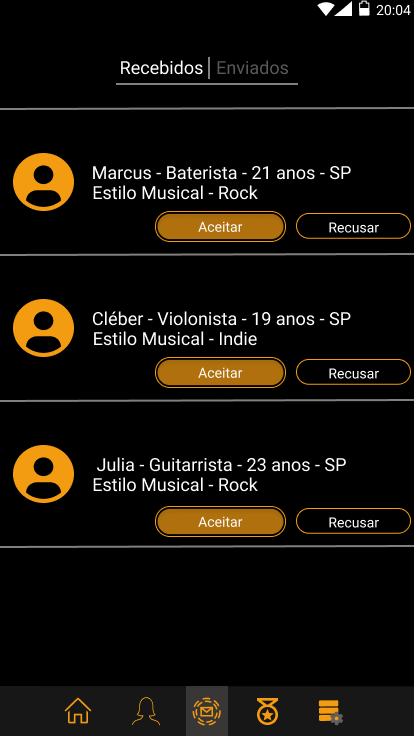 20:04
Recebidos Enviados
Marcus - Baterista - 21 anos - SP
Estilo Musical - Rock
Aceitar Recusar
Cléber - Violonista - 19 anos - SP
Estilo Musical - Indie
Aceitar Recusar
Julia - Guitarrista - 23 anos - SP
Estilo Musical - Rock
Aceitar Recusar